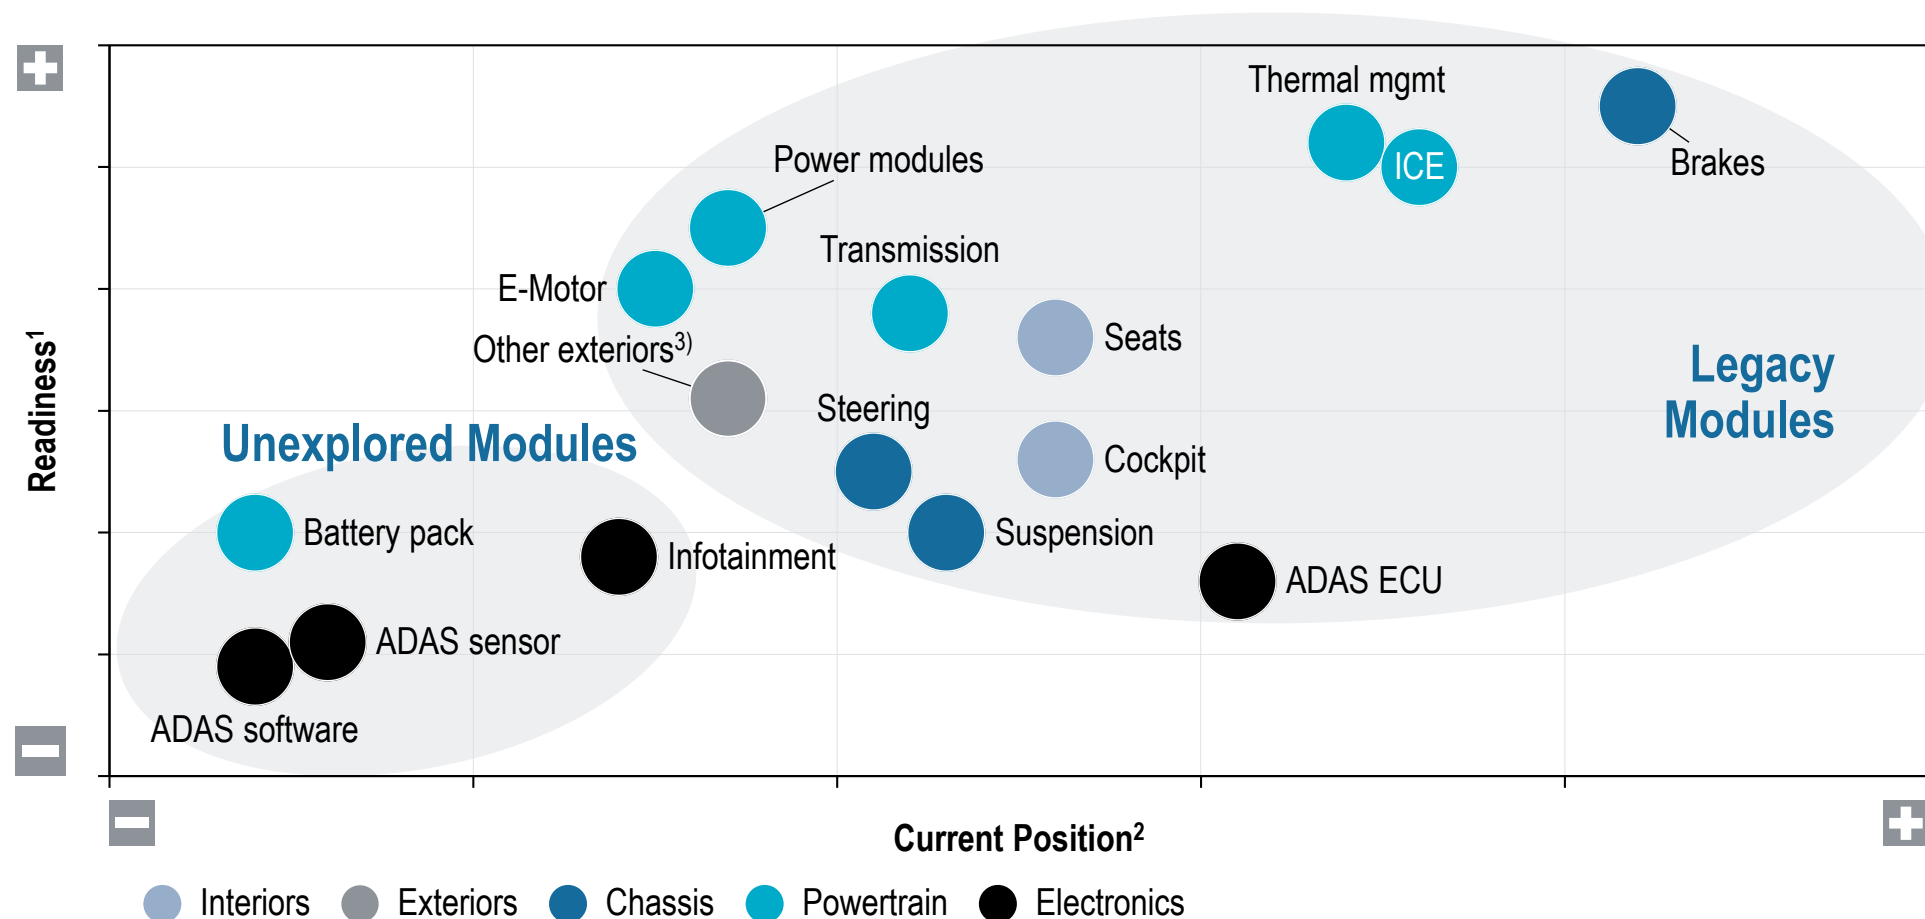 Thermal mgmt
Power modules
ICE
Brakes
Transmission
E-Motor
Seats
Other exteriors3)
Legacy
Modules
Readiness1
Steering
Unexplored Modules
Cockpit
Battery pack
Suspension
Infotainment
ADAS ECU
ADAS sensor
ADAS software
Current Position2
Interiors
Exteriors
Chassis
Powertrain
Electronics